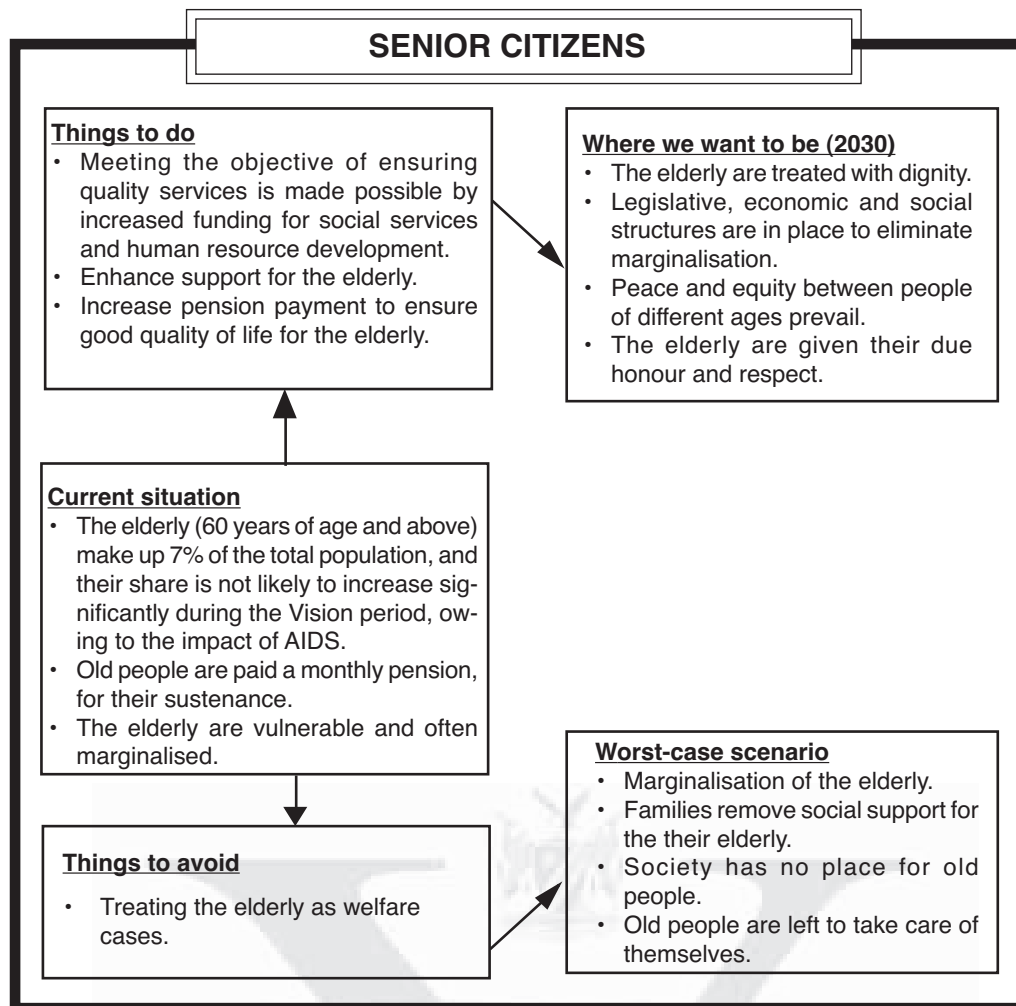 SENIOR CITIZENS
Things to do
• Meeting the objective of ensuring
quality services is made possible by
increased funding for social services
and human resource development.
• Enhance support for the elderly.
• Increase pension payment to ensure
good quality of life for the elderly.
Where we want to be (2030)
• The elderly are treated with dignity.
• Legislative, economic and social
structures are in place to eliminate
marginalisation.
• Peace and equity between people
of different ages prevail.
• The elderly are given their due
honour and respect.
Current situation
• The elderly (60 years of age and above)
make up 7% of the total population, and
their share is not likely to increase sig-
nificantly during the Vision period, ow-
ing to the impact of AIDS.
• Old people are paid a monthly pension,
for their sustenance.
• The elderly are vulnerable and often
marginalised.
Things to avoid
• Treating the elderly as welfare
cases.
Worst-case scenario
• Marginalisation of the elderly.
• Families remove social support for
the their elderly.
• Society has no place for old
people.
• Old people are left to take care of
themselves.